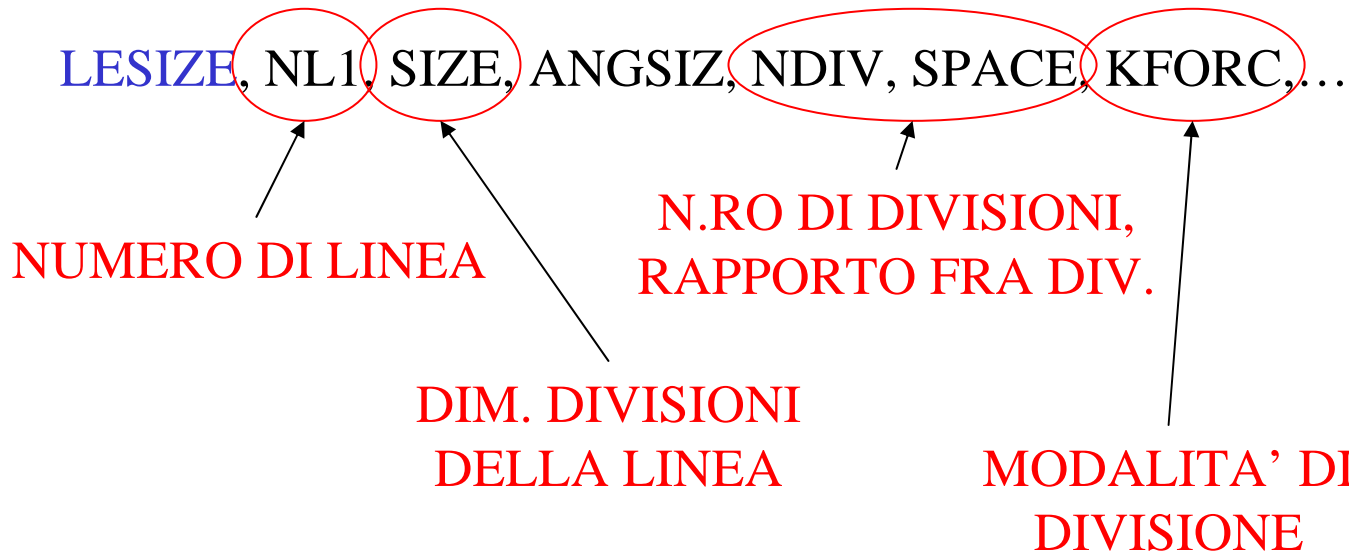 LESIZE, NL1, SIZE, ANGSIZ, NDIV, SPACE, KFORC,…
NUMERO DI LINEA
N.RO DI DIVISIONI,
RAPPORTO FRA DIV.
DIM. DIVISIONI
DELLA LINEA
MODALITA’ DI
DIVISIONE